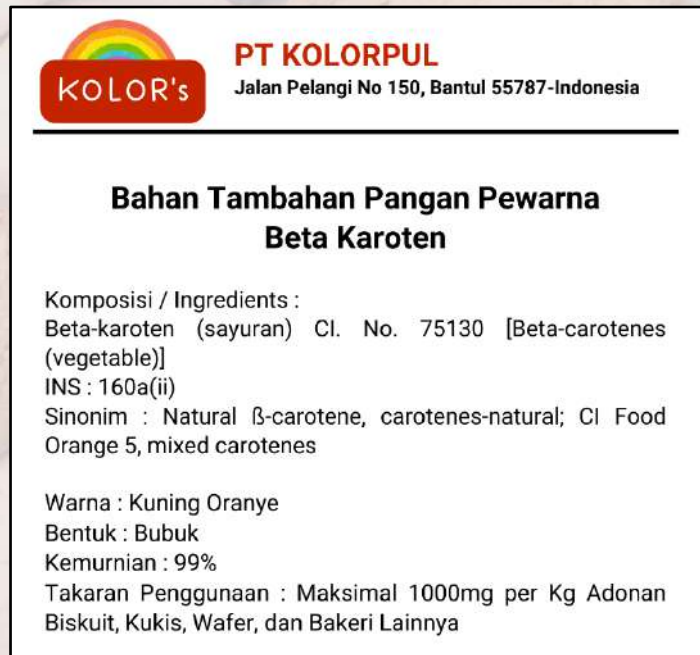 KOLOR's
PT KOLORPUL
Jalan Pelangi No 150, Bantul 55787-Indonesia
Bahan Tambahan Pangan Pewarna
Beta Karoten
Komposisi / Ingredients :
Beta-karoten (sayuran) CI. No. 75130 [Beta-carotenes
(vegetable)]
INS : 160a(ii)
Sinonim : Natural ß-carotene, carotenes-natural; CI Food
Orange 5, mixed carotenes
Warna : Kuning Oranye
Bentuk : Bubuk
Kemurnian : 99%
Takaran Penggunaan : Maksimal 1000mg per Kg Adonan
Biskuit, Kukis, Wafer, dan Bakeri Lainnya